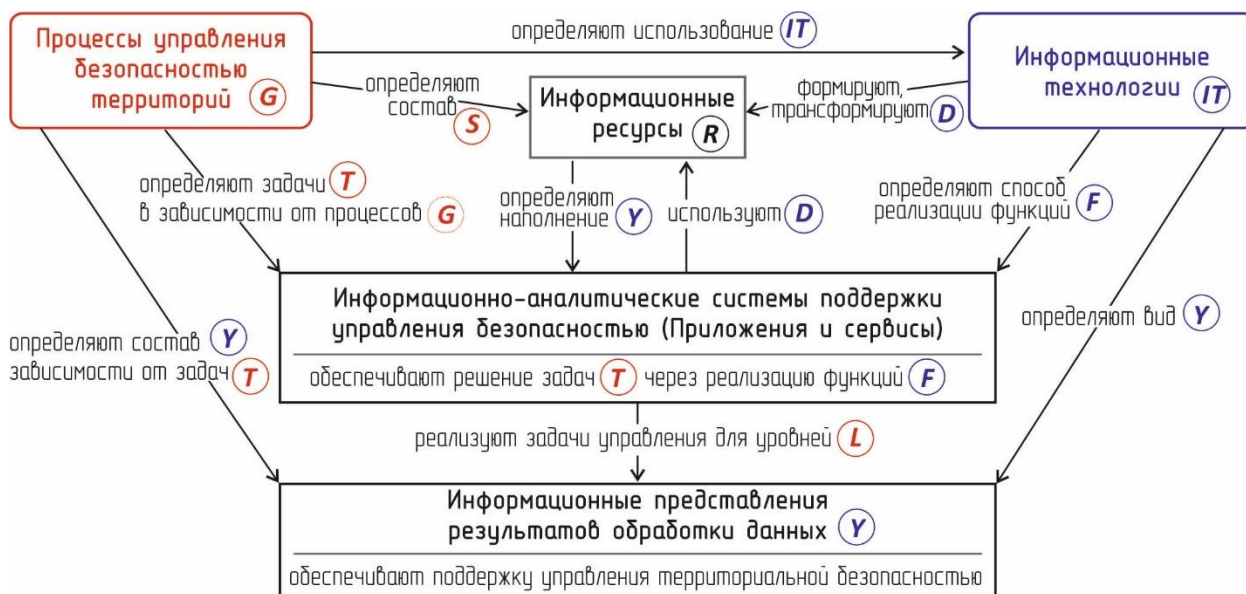 определяют использование IT
Процессы управления
безопасностью
территорий G
Информационные
технологии IT
определяют
состав S
Информационные
ресурсы R
формируют,
трансформируют D
определяют задачи T
в зависимости от процессов G
определяют
наполнение Y
используют D
определяют способ
реализации функций F
Информационно-аналитические системы поддержки
управления безопасностью (Приложения и сервисы)
обеспечивают решение задач T через реализацию функций F
определяют состав Y
зависимости от задач T
определяют вид Y
реализуют задачи управления для уровней L
Информационные представления
результатов обработки данных Y
обеспечивают поддержку управления территориальной безопасностью